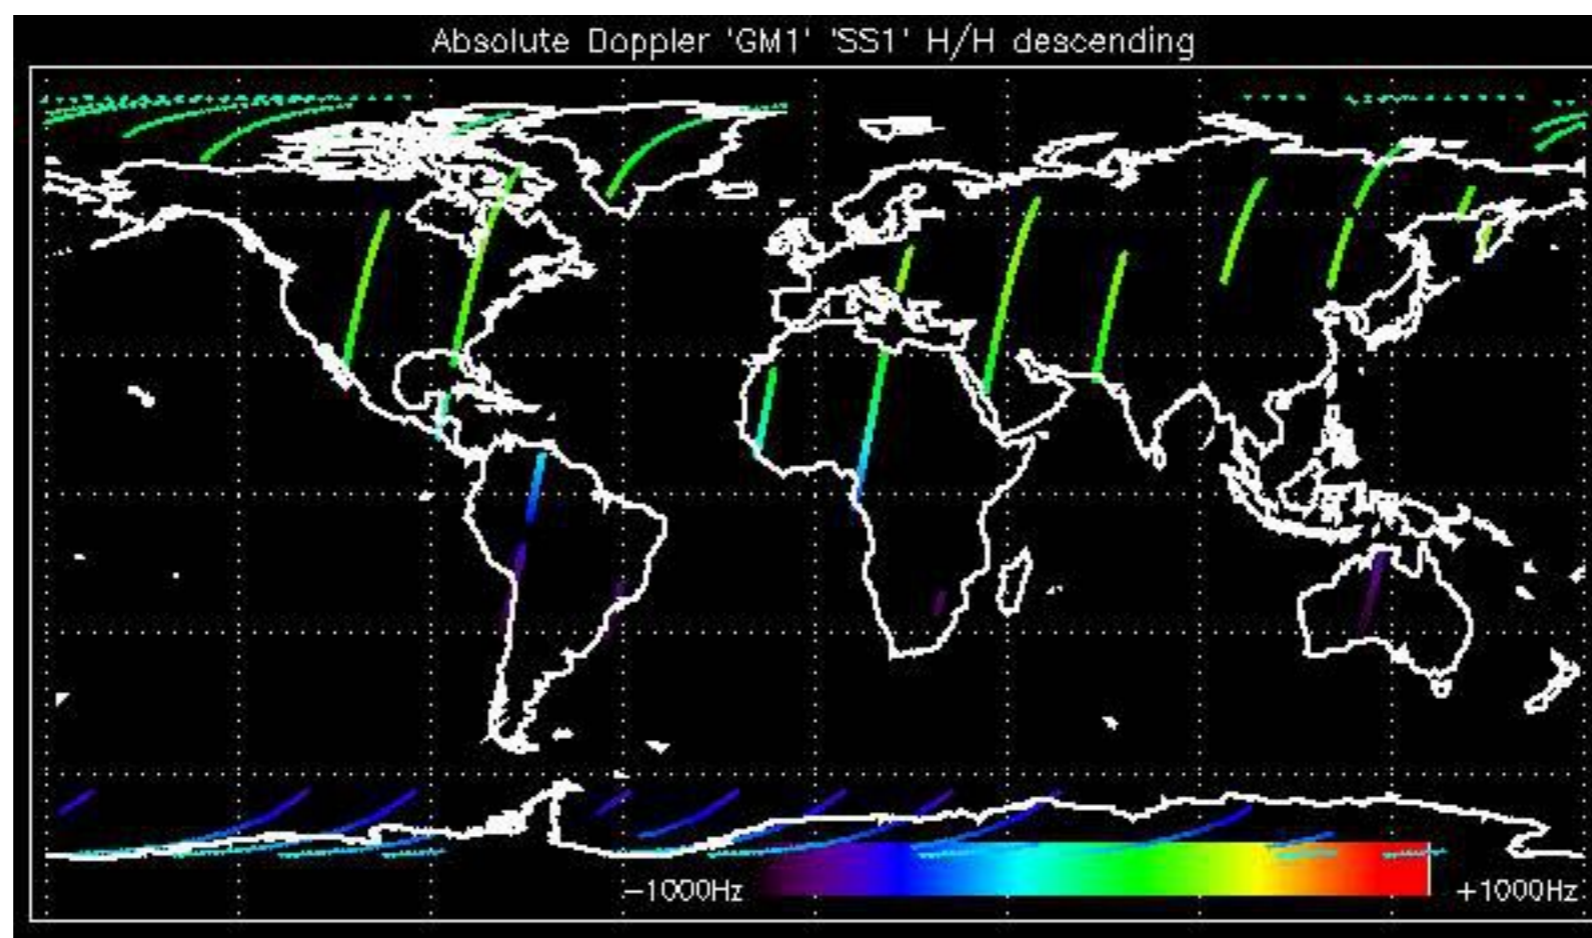 Absolute Doppler 'GM1' 'SS1' H/H descending
−1000Hz
+1000Hz